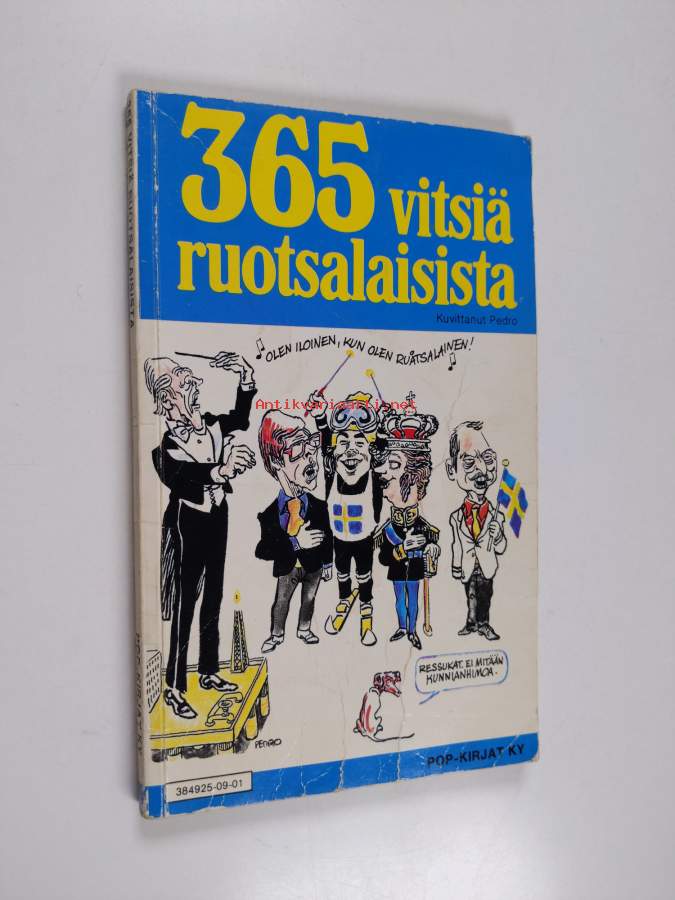 365 vitsiä
ruotsalaisista
Kuvittanut Pedro
OLEN ILOINEN, KUN OLEN RUÅTSALAINEN!
Antikvariaatti.net
RESSUKAT. EI MITÄÄN
KUNNIANHIMOA.
PEDRO
POP-KIRJAT KY
384925-09-01
365 VITSIÄ RUOTSALAISISTA
POP-KIRJAT KY